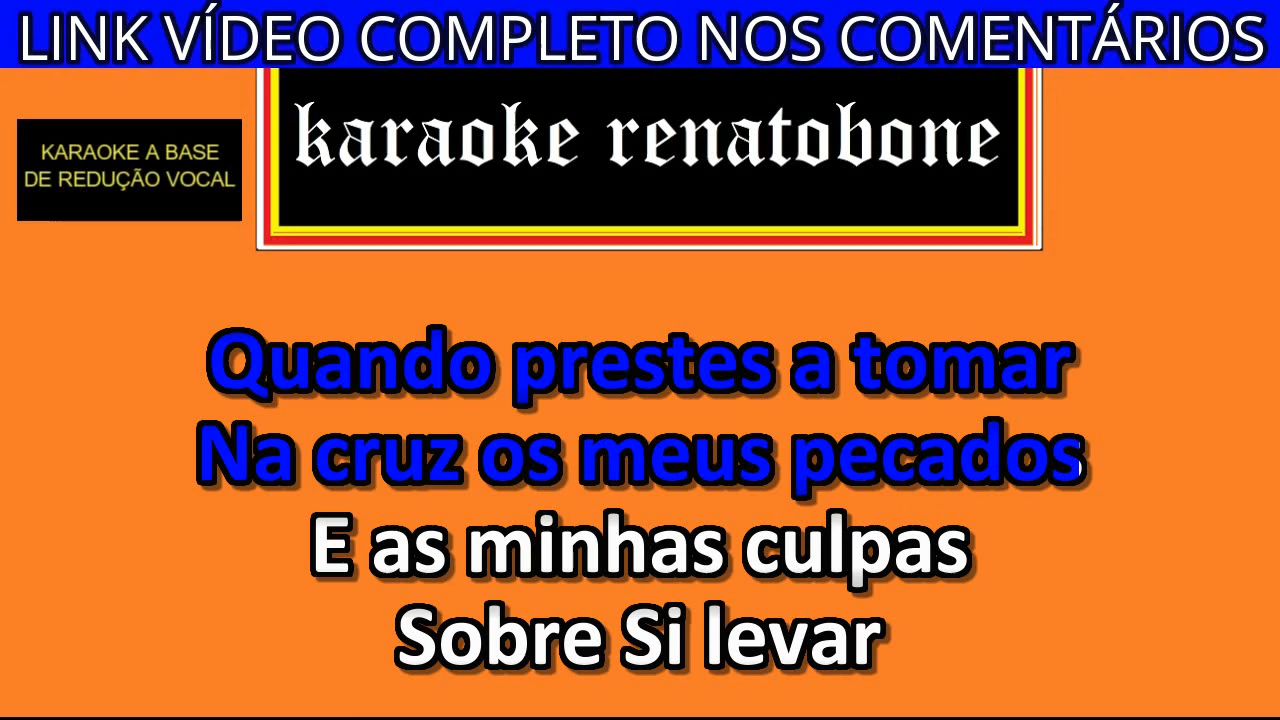 LINK VÍDEO COMPLETO NOS COMENTÁRIOS
karaoke renatobone
KARAOKE A BASE
DE REDUÇÃO VOCAL
Quando prestes a tomar
Na cruz os meus pecados
E as minhas culpas
Sobre Si levar